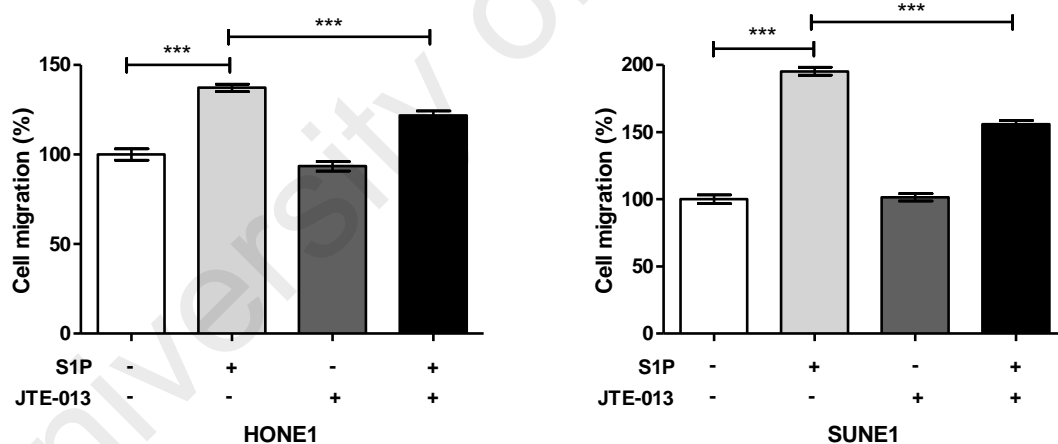 ***
***
150
100
50
0
Cell migration (%)
S1P - + - +
JTE-013 - - + +
HONE1
***
***
200
150
100
50
0
Cell migration (%)
S1P - + - +
JTE-013 - - + +
SUNE1
University o